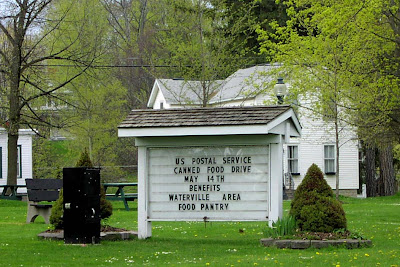 US POSTAL SERVICE
CANNED FOOD DRIVE
MAY 14TH
BENEFITS
WATERVILLE AREA
FOOD PANTRY